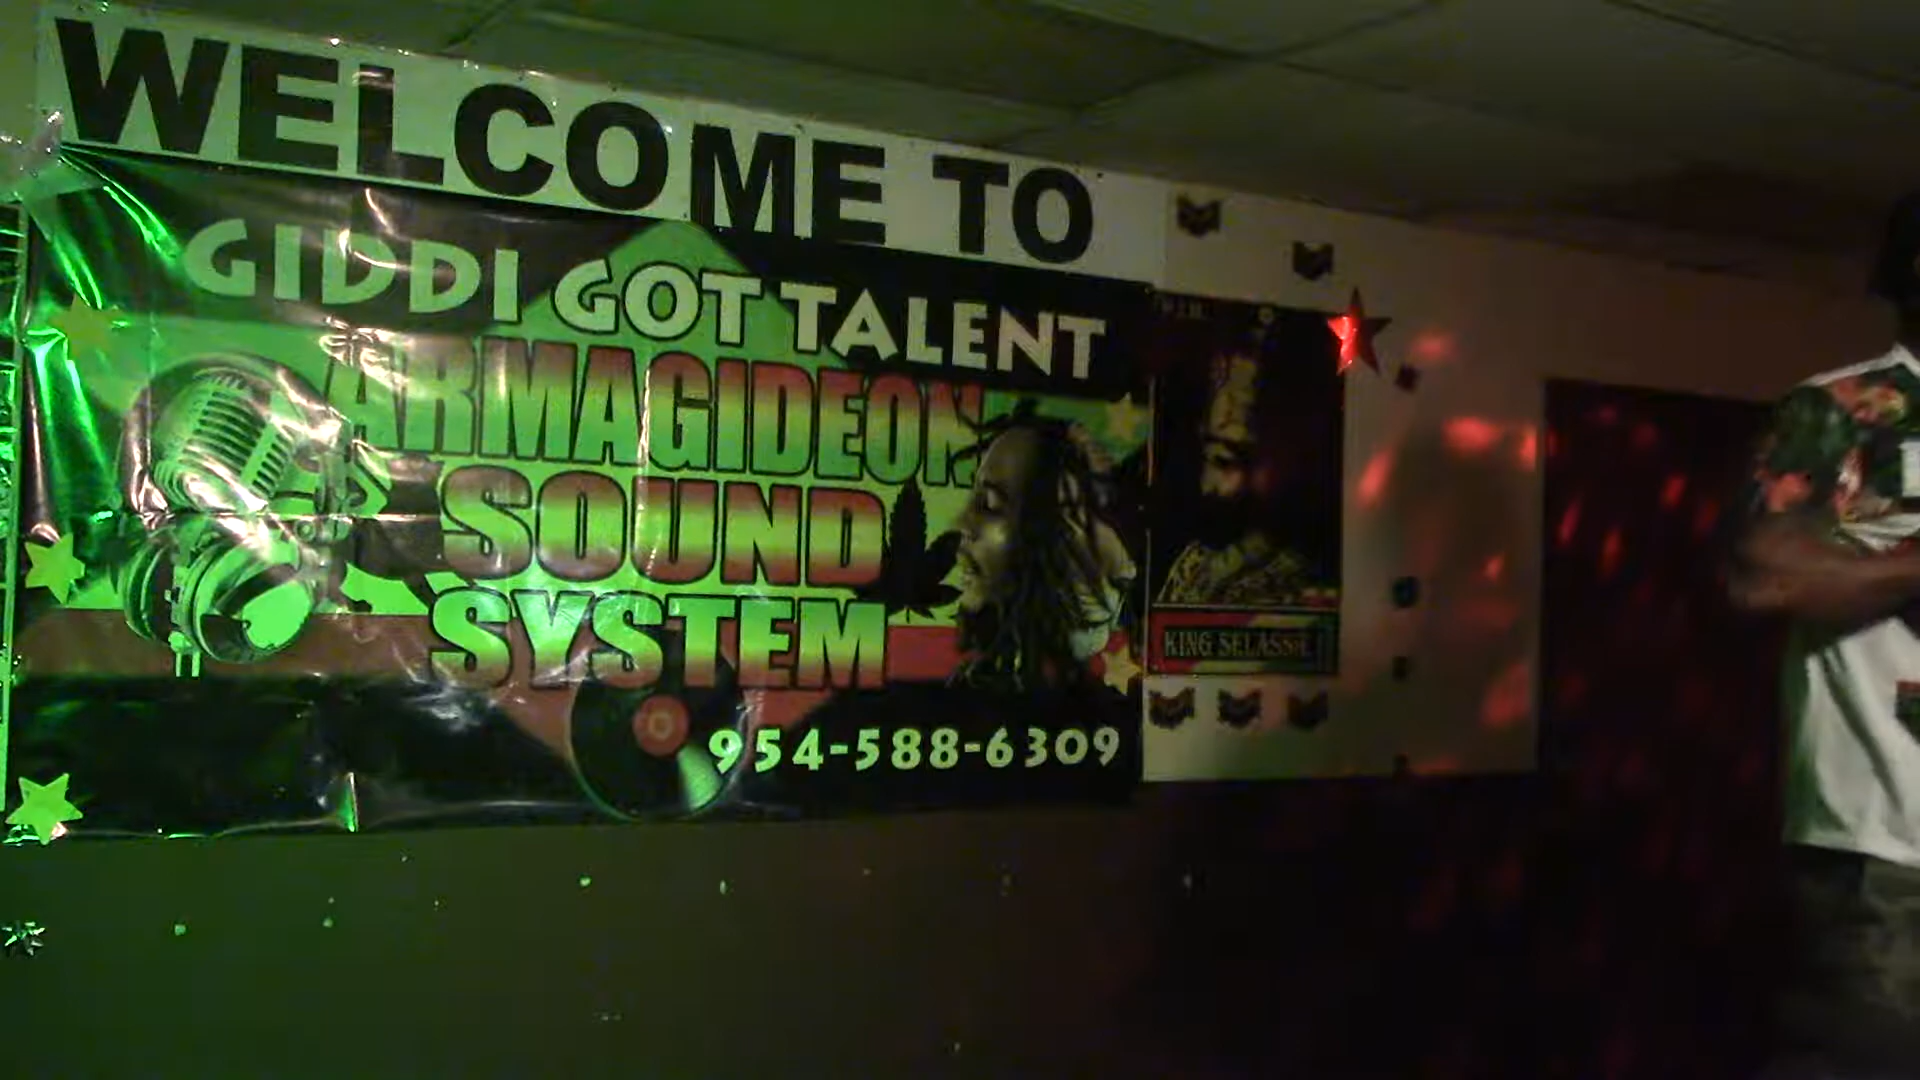 WELCOME TO
GIDDI GOT TALENT
ARMAGIDEON
SOUND
SYSTEM
954-588-6309
KING SELASSIE I